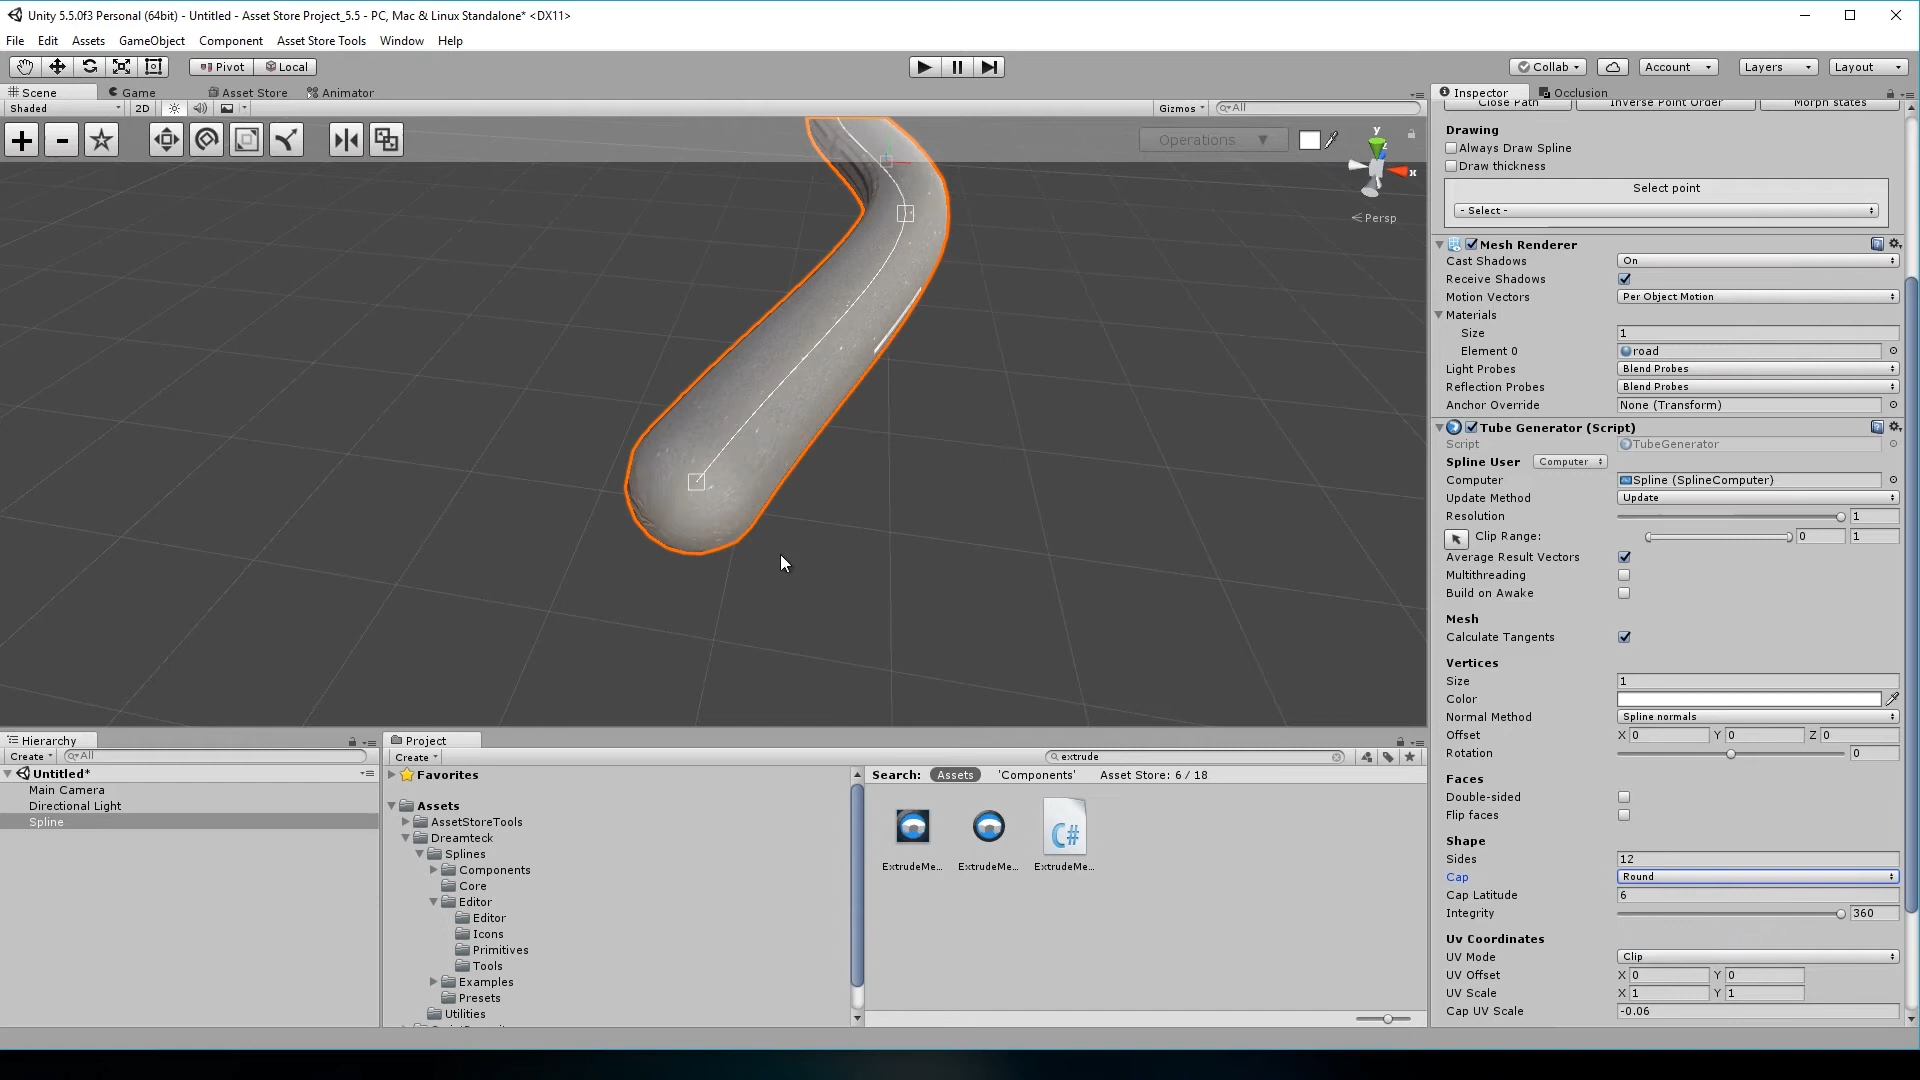 Unity 5.5.0f3 Personal (64bit) - Untitled - Asset Store Project_5.5 - PC, Mac & Linux Standalone* <DX11>
File Edit Assets GameObject Component Asset Store Tools Window Help
Pivot Local Collab Account Layers Layout
Scene Game Asset Store Animator
Shaded 2D Gizmos All
Operations
y
x
Persp
Inspector Occlusion
Close Path Inverse Point Order Morph states
Drawing
Always Draw Spline
Draw thickness
Select point
- Select -
Mesh Renderer
Cast Shadows On
Receive Shadows
Motion Vectors Per Object Motion
Materials
Size 1
Element 0 road
Light Probes Blend Probes
Reflection Probes Blend Probes
Anchor Override None (Transform)
Tube Generator (Script)
Script TubeGenerator
Spline User Computer
Computer Spline (SplineComputer)
Update Method Update
Resolution 1
Clip Range: 0 1
Average Result Vectors
Multithreading
Build on Awake
Mesh
Calculate Tangents
Vertices
Size 1
Color
Normal Method Spline normals
Offset X 0 Y 0 Z 0
Rotation 0
Faces
Double-sided
Flip faces
Shape
Sides 12
Cap Round
Cap Latitude 6
Integrity 360
Uv Coordinates
UV Mode Clip
UV Offset X 0 Y 0
UV Scale X 1 Y 1
Cap UV Scale -0.06
Hierarchy
Create All
Untitled*
Main Camera
Directional Light
Spline
Project
Create extrude
Favorites
Assets
AssetStoreTools
Dreamteck
Splines
Components
Core
Editor
Editor
Icons
Primitives
Tools
Examples
Presets
Utilities
Search: Assets 'Components' Asset Store: 6 / 18
ExtrudeMe... ExtrudeMe... C# ExtrudeMe...